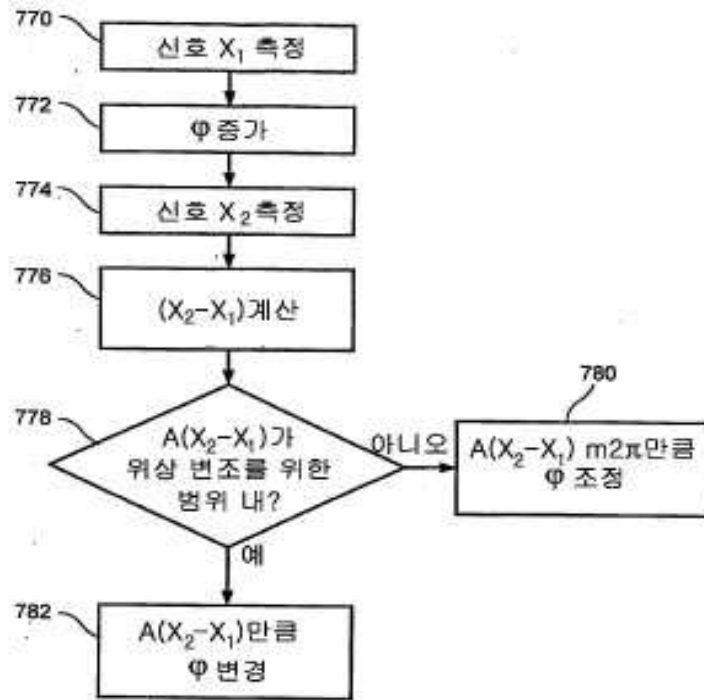 770
신호 X₁ 측정
772
φ 증가
774
신호 X₂ 측정
776
(X₂-X₁)계산
778
A(X₂-X₁)가
위상 변조를 위한
범위 내?
아니오
780
A(X₂-X₁) m2π만큼
φ 조정
예
782
A(X₂-X₁)만큼
φ 변경